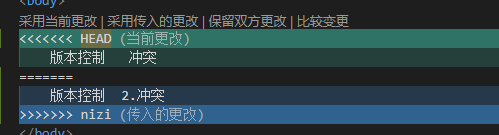 <body>
采用当前更改 | 采用传入的更改 | 保留双方更改 | 比较变更
<<<<<<< HEAD (当前更改)
版本控制   冲突
=======
版本控制  2.冲突
>>>>>>> nizi (传入的更改)
</body>